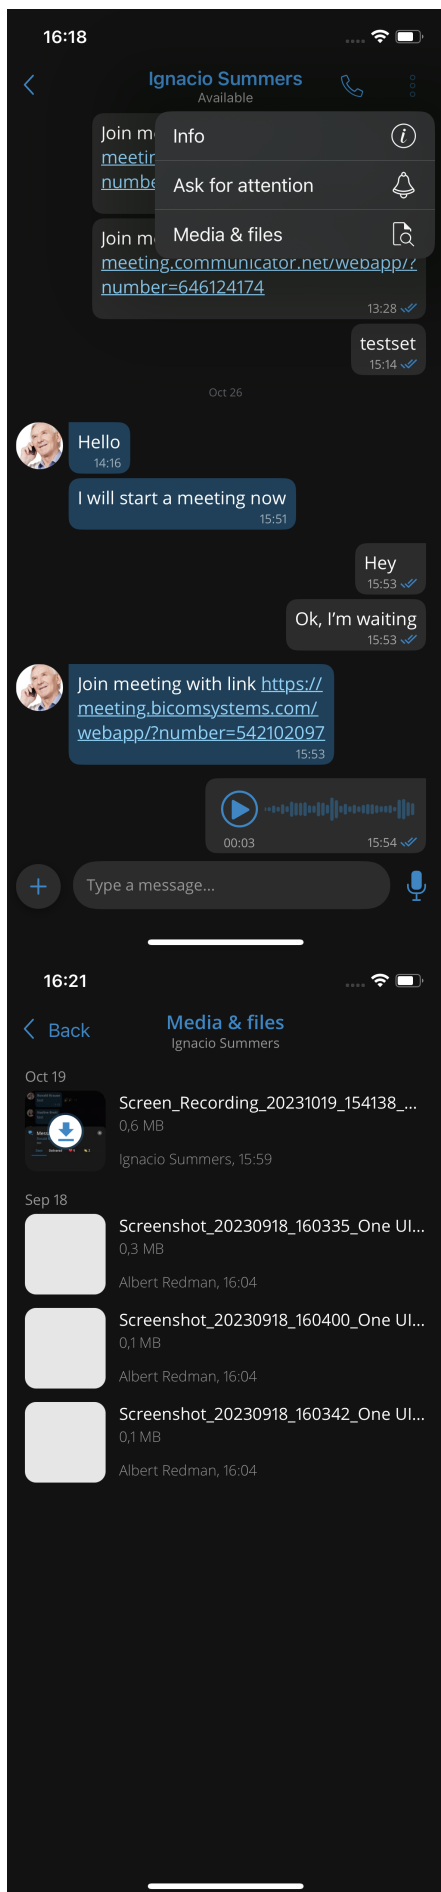 16:18
Ignacio Summers
Available
Join m
meetin
numbe
Info
Ask for attention
Media & files
Join m
meeting.communicator.net/webapp/?
number=646124174
13:28
testset
15:14
Oct 26
Hello
14:16
I will start a meeting now
15:51
Hey
15:53
Ok, I'm waiting
15:53
Join meeting with link https://
meeting.bicomsystems.com/
webapp/?number=542102097
15:53
00:03
15:54
Type a message...
16:21
Back
Media & files
Ignacio Summers
Oct 19
Screen_Recording_20231019_154138_...
0,6 MB
Ignacio Summers, 15:59
Sep 18
Screenshot_20230918_160335_One UI...
0,3 MB
Albert Redman, 16:04
Screenshot_20230918_160400_One UI...
0,1 MB
Albert Redman, 16:04
Screenshot_20230918_160342_One UI...
0,1 MB
Albert Redman, 16:04